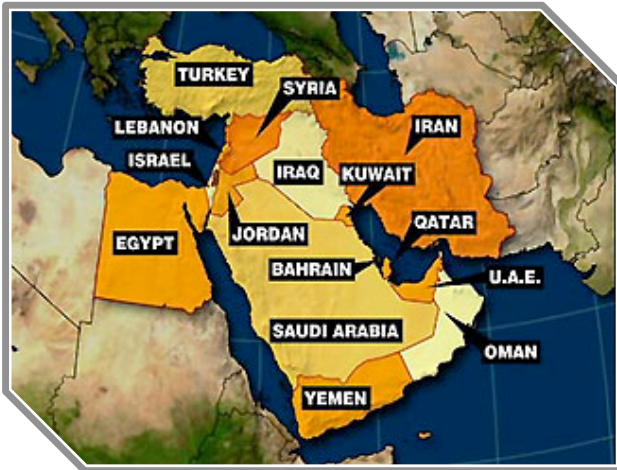 TURKEY
SYRIA
LEBANON
IRAN
ISRAEL
IRAQ
KUWAIT
QATAR
JORDAN
EGYPT
BAHRAIN
U.A.E.
SAUDI ARABIA
OMAN
YEMEN